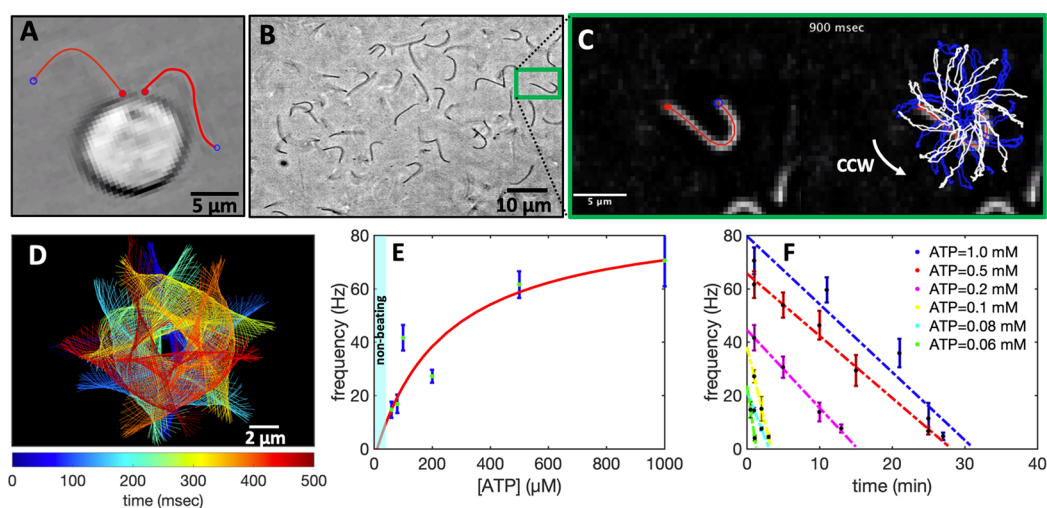 A
5 µm
B
10 µm
C
900 msec
CCW
5 µm
D
2 µm
0 100 200 300 400 500
time (msec)
E
80
60
40
20
0
frequency (Hz)
non-beating
0 200 400 600 800 1000
[ATP] (µM)
F
80
60
40
20
0
frequency (Hz)
ATP=1.0 mM
ATP=0.5 mM
ATP=0.2 mM
ATP=0.1 mM
ATP=0.08 mM
ATP=0.06 mM
0 10 20 30 40
time (min)